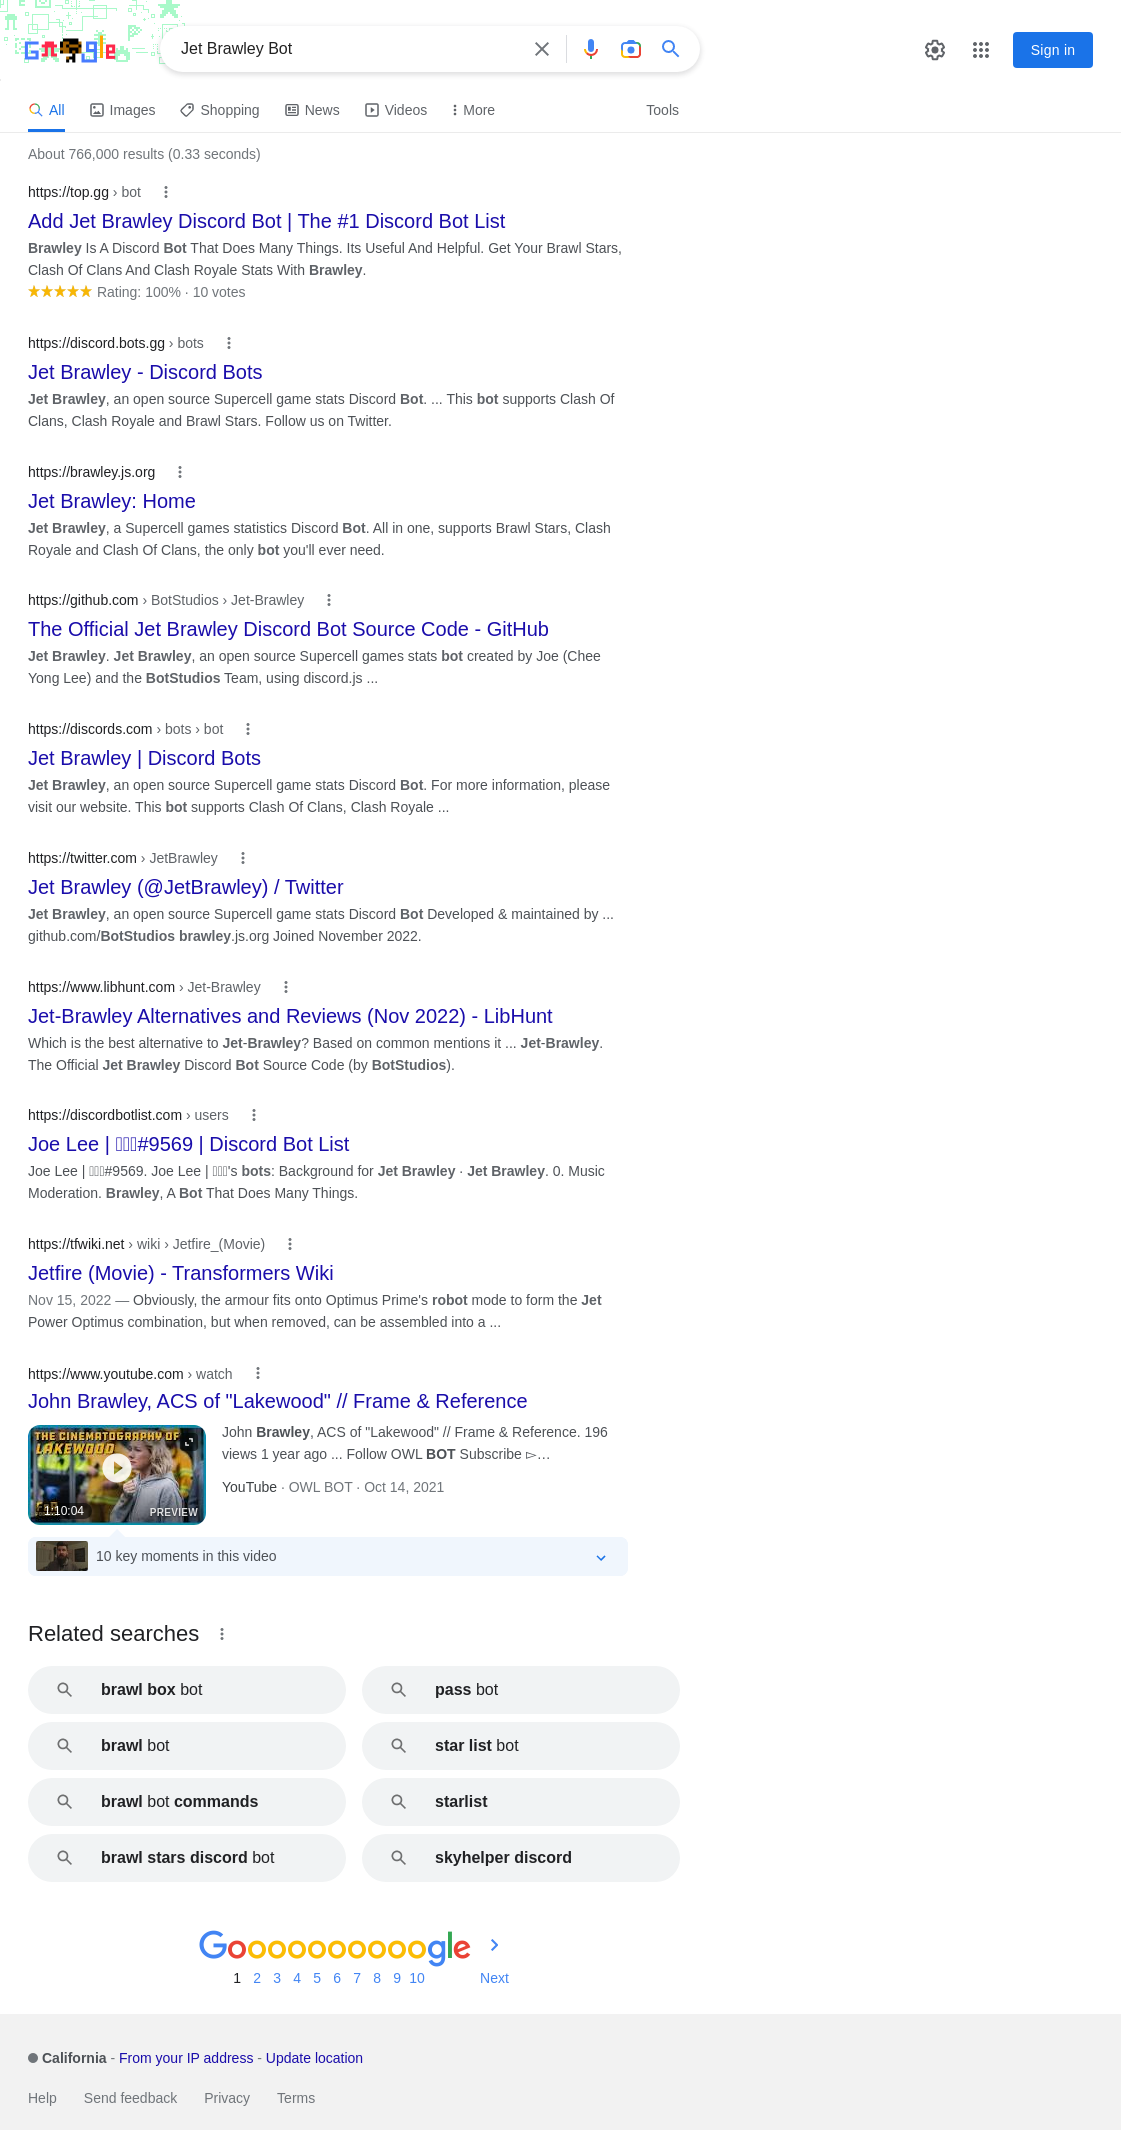 Google
Jet Brawley Bot
Sign in
All Images Shopping News Videos More Tools
About 766,000 results (0.33 seconds)
https://top.gg › bot
Add Jet Brawley Discord Bot | The #1 Discord Bot List
Brawley Is A Discord Bot That Does Many Things. Its Useful And Helpful. Get Your Brawl Stars,
Clash Of Clans And Clash Royale Stats With Brawley.
Rating: 100% · 10 votes
https://discord.bots.gg › bots
Jet Brawley - Discord Bots
Jet Brawley, an open source Supercell game stats Discord Bot. ... This bot supports Clash Of
Clans, Clash Royale and Brawl Stars. Follow us on Twitter.
https://brawley.js.org
Jet Brawley: Home
Jet Brawley, a Supercell games statistics Discord Bot. All in one, supports Brawl Stars, Clash
Royale and Clash Of Clans, the only bot you'll ever need.
https://github.com › BotStudios › Jet-Brawley
The Official Jet Brawley Discord Bot Source Code - GitHub
Jet Brawley. Jet Brawley, an open source Supercell games stats bot created by Joe (Chee
Yong Lee) and the BotStudios Team, using discord.js ...
https://discords.com › bots › bot
Jet Brawley | Discord Bots
Jet Brawley, an open source Supercell game stats Discord Bot. For more information, please
visit our website. This bot supports Clash Of Clans, Clash Royale ...
https://twitter.com › JetBrawley
Jet Brawley (@JetBrawley) / Twitter
Jet Brawley, an open source Supercell game stats Discord Bot Developed & maintained by ...
github.com/BotStudios brawley.js.org Joined November 2022.
https://www.libhunt.com › Jet-Brawley
Jet-Brawley Alternatives and Reviews (Nov 2022) - LibHunt
Which is the best alternative to Jet-Brawley? Based on common mentions it ... Jet-Brawley.
The Official Jet Brawley Discord Bot Source Code (by BotStudios).
https://discordbotlist.com › users
Joe Lee | #9569 | Discord Bot List
Joe Lee | #9569. Joe Lee | 's bots: Background for Jet Brawley · Jet Brawley. 0. Music
Moderation. Brawley, A Bot That Does Many Things.
https://tfwiki.net › wiki › Jetfire_(Movie)
Jetfire (Movie) - Transformers Wiki
Nov 15, 2022 — Obviously, the armour fits onto Optimus Prime's robot mode to form the Jet
Power Optimus combination, but when removed, can be assembled into a ...
https://www.youtube.com › watch
John Brawley, ACS of "Lakewood" // Frame & Reference
THE CINEMATOGRAPHY OF
LAKEWOOD
1:10:04
PREVIEW
John Brawley, ACS of "Lakewood" // Frame & Reference. 196
views 1 year ago ... Follow OWL BOT Subscribe ▻…
YouTube · OWL BOT · Oct 14, 2021
10 key moments in this video
Related searches
brawl box bot
pass bot
brawl bot
star list bot
brawl bot commands
starlist
brawl stars discord bot
skyhelper discord
Goooooooooogle
1 2 3 4 5 6 7 8 9 10 Next
California - From your IP address - Update location
Help Send feedback Privacy Terms